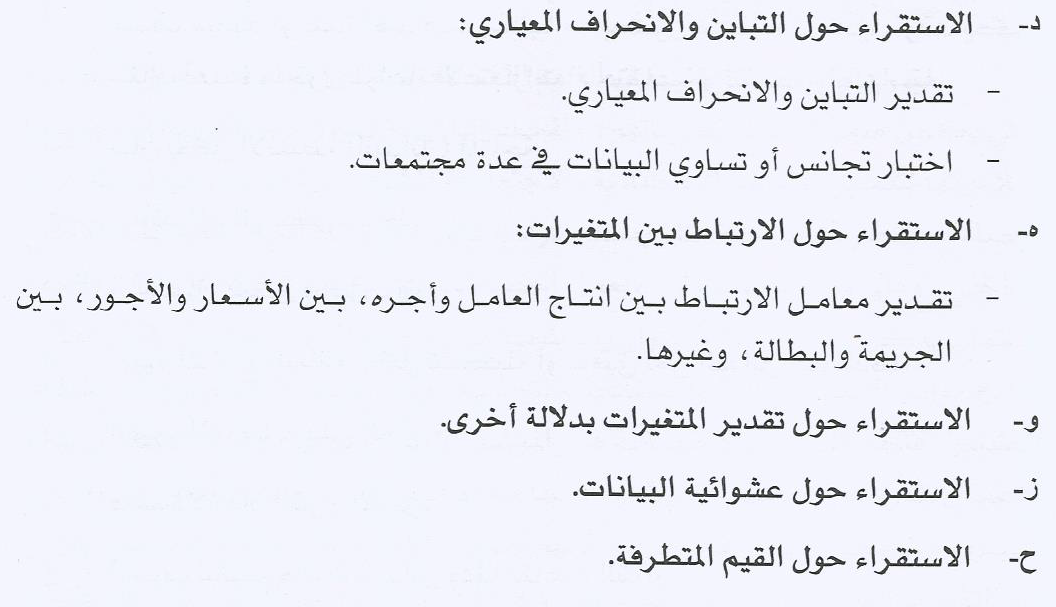 د- الاستقراء حول التباين والانحراف المعياري:
- تقدير التباين والانحراف المعياري.
- اختبار تجانس أو تساوي البيانات في عدة مجتمعات.
ه- الاستقراء حول الارتباط بين المتغيرات:
- تقدير معامل الارتباط بين انتاج العامل وأجره، بين الأسعار والأجور، بين
الجريمة والبطالة، وغيرها.
و- الاستقراء حول تقدير المتغيرات بدلالة أخرى.
ز- الاستقراء حول عشوائية البيانات.
ح- الاستقراء حول القيم المتطرفة.